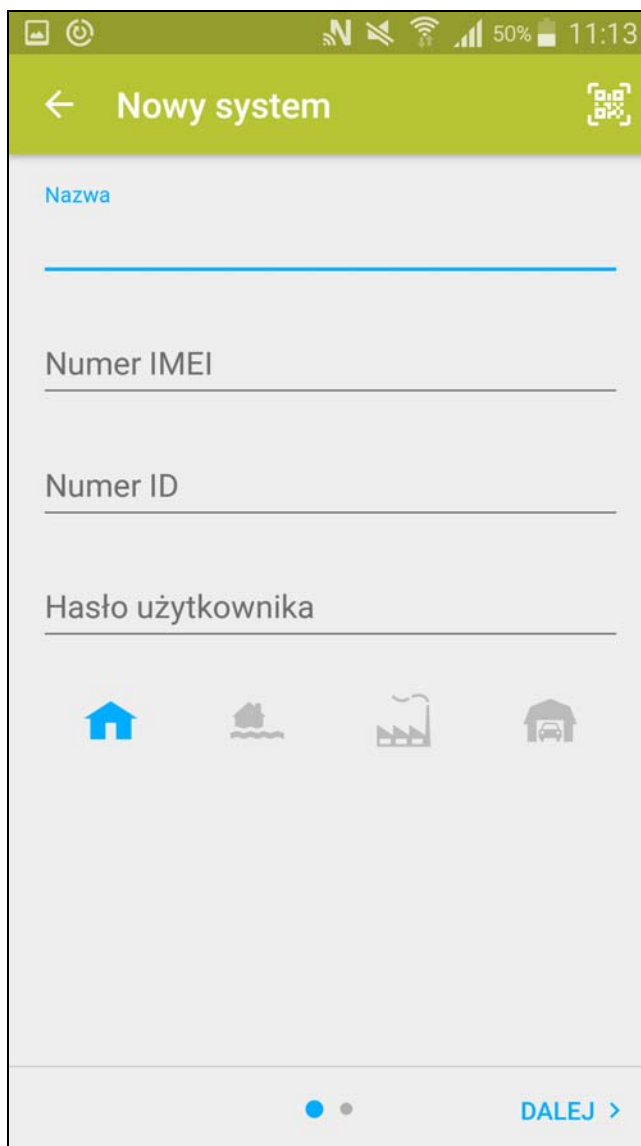 50% 11:13
Nowy system
Nazwa
Numer IMEI
Numer ID
Hasło użytkownika
DALEJ >